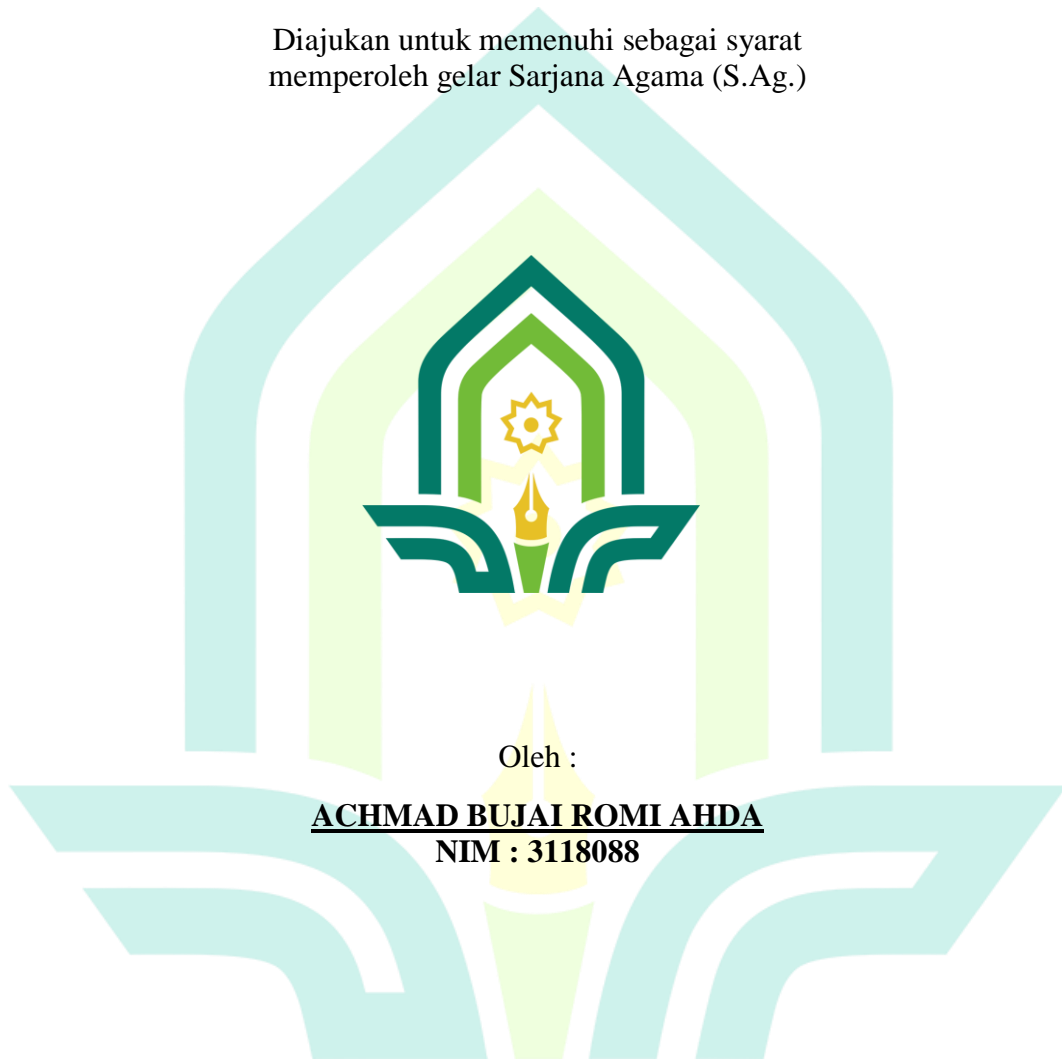 Diajukan untuk memenuhi sebagai syarat
memperoleh gelar Sarjana Agama (S.Ag.)
Oleh :
ACHMAD BUJAI ROMI AHDA
NIM : 3118088